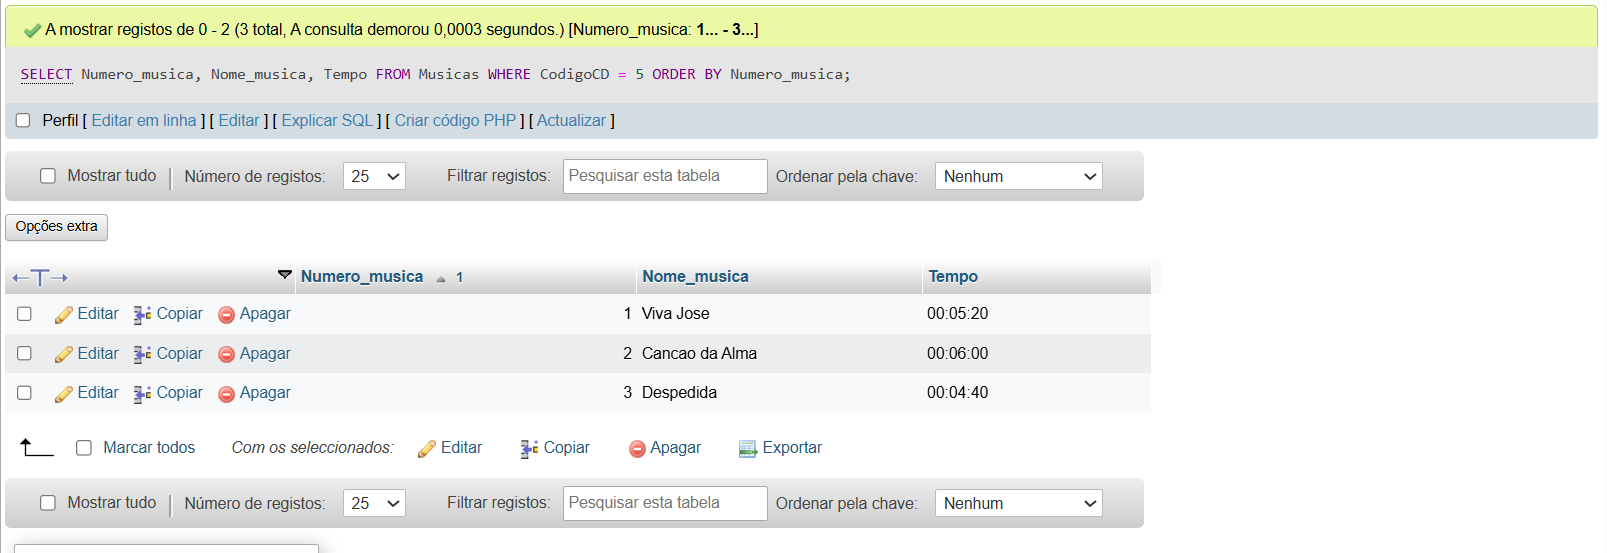 A mostrar registos de 0 - 2 (3 total, A consulta demorou 0,0003 segundos.) [Numero_musica: 1... - 3...]
SELECT Numero_musica, Nome_musica, Tempo FROM Musicas WHERE CodigoCD = 5 ORDER BY Numero_musica;
Perfil [ Editar em linha ] [ Editar ] [ Explicar SQL ] [ Criar código PHP ] [ Actualizar ]
Mostrar tudo | Número de registos: 25 Filtrar registos: Pesquisar esta tabela Ordenar pela chave: Nenhum
Opções extra
←T→ Numero_musica 1 Nome_musica Tempo
Editar Copiar Apagar 1 Viva Jose 00:05:20
Editar Copiar Apagar 2 Cancao da Alma 00:06:00
Editar Copiar Apagar 3 Despedida 00:04:40
Marcar todos Com os seleccionados: Editar Copiar Apagar Exportar
Mostrar tudo | Número de registos: 25 Filtrar registos: Pesquisar esta tabela Ordenar pela chave: Nenhum